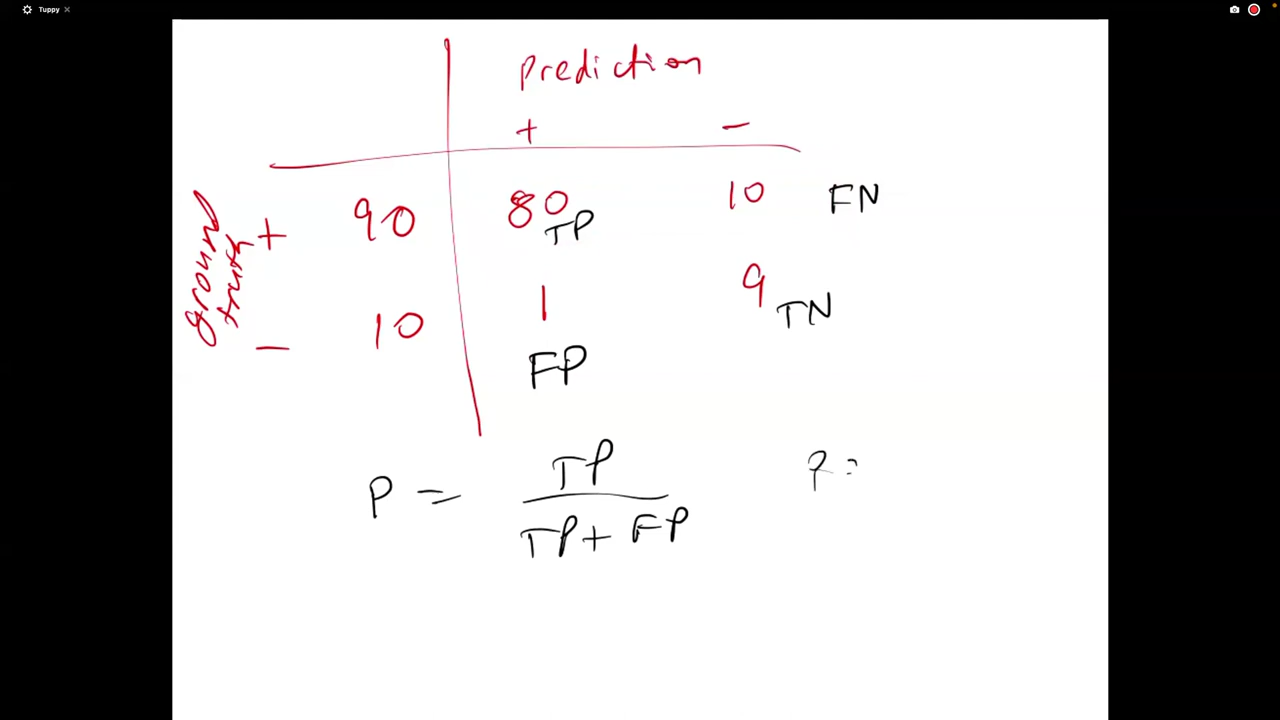 Tuppy
Prediction
+ -
ground truth
+ 90 80 TP 10 FN
- 10 1 FP 9 TN
P = TP / TP + FP